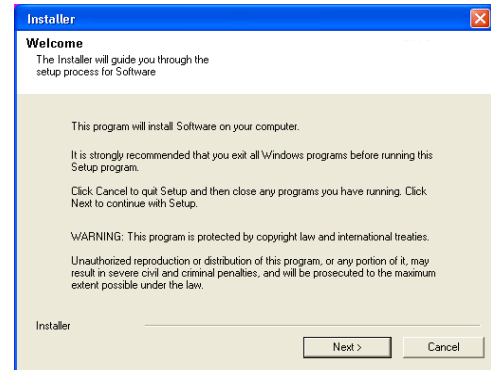 Installer
Welcome
The Installer will guide you through the
setup process for Software
This program will install Software on your computer.
It is strongly recommended that you exit all Windows programs before running this
Setup program.
Click Cancel to quit Setup and then close any programs you have running. Click
Next to continue with Setup.
WARNING: This program is protected by copyright law and international treaties.
Unauthorized reproduction or distribution of this program, or any portion of it, may
result in severe civil and criminal penalties, and will be prosecuted to the maximum
extent possible under the law.
Installer
Next >
Cancel